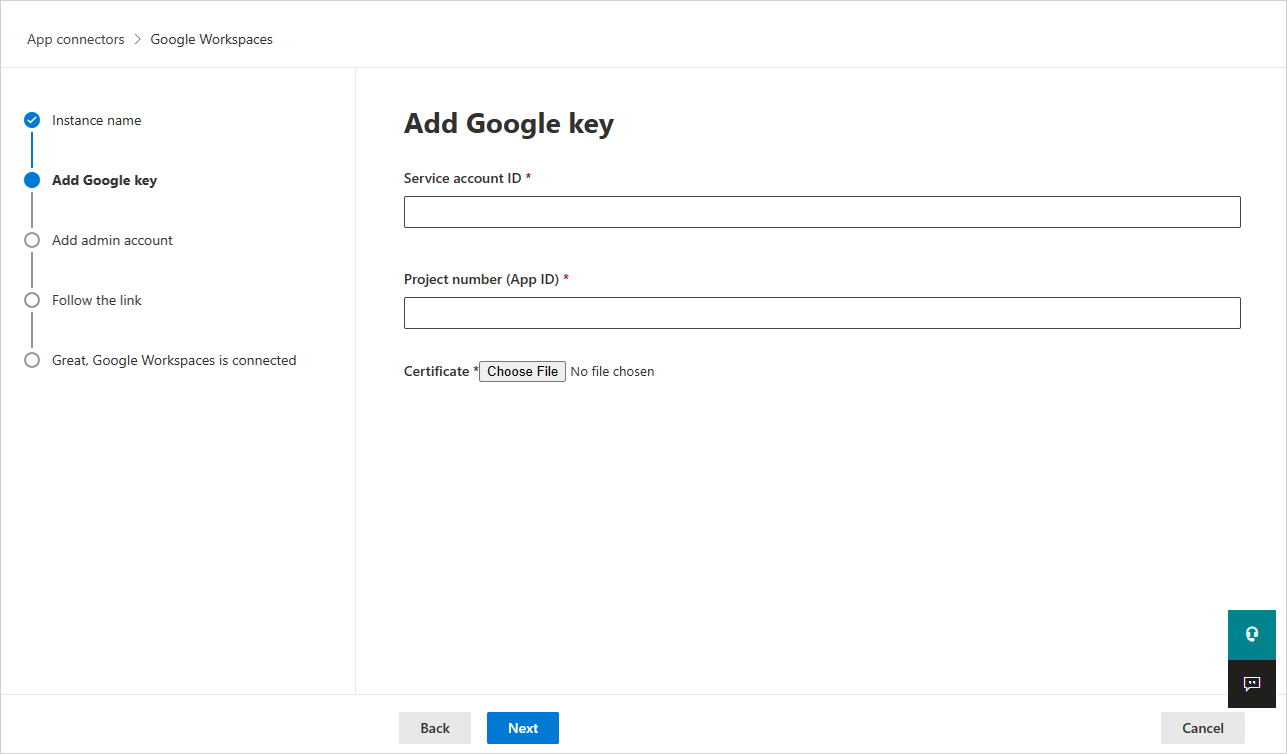 App connectors > Google Workspaces
Instance name
Add Google key
Add admin account
Follow the link
Great, Google Workspaces is connected
Add Google key
Service account ID *
Project number (App ID) *
Certificate * Choose File No file chosen
Back Next Cancel